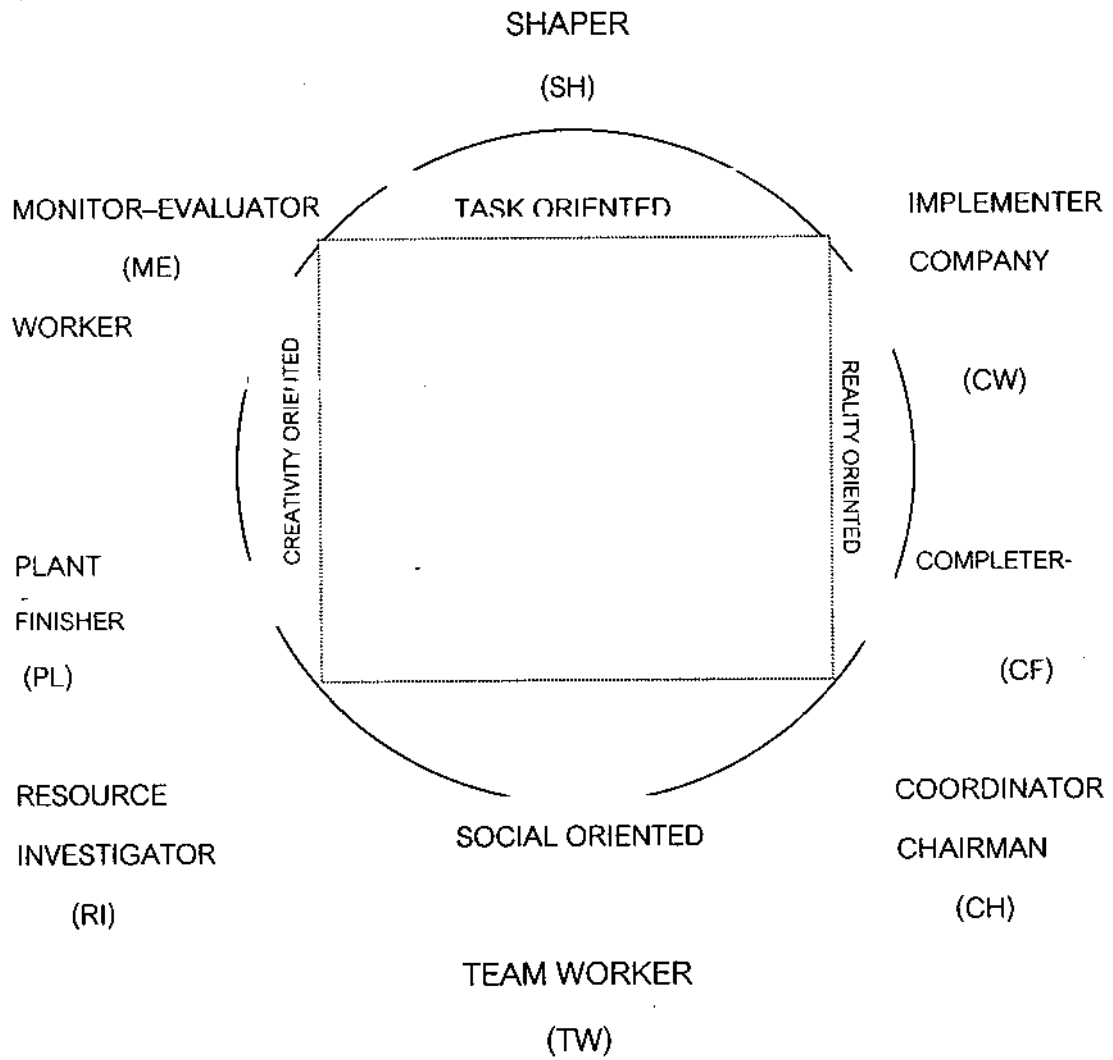 SHAPER
(SH)
MONITOR–EVALUATOR
TASK ORIENTED
IMPLEMENTER
(ME)
COMPANY
WORKER
(CW)
CREATIVITY ORIENTED
REALITY ORIENTED
PLANT
COMPLETER-
FINISHER
(PL)
(CF)
RESOURCE
COORDINATOR
INVESTIGATOR
SOCIAL ORIENTED
CHAIRMAN
(RI)
(CH)
TEAM WORKER
(TW)